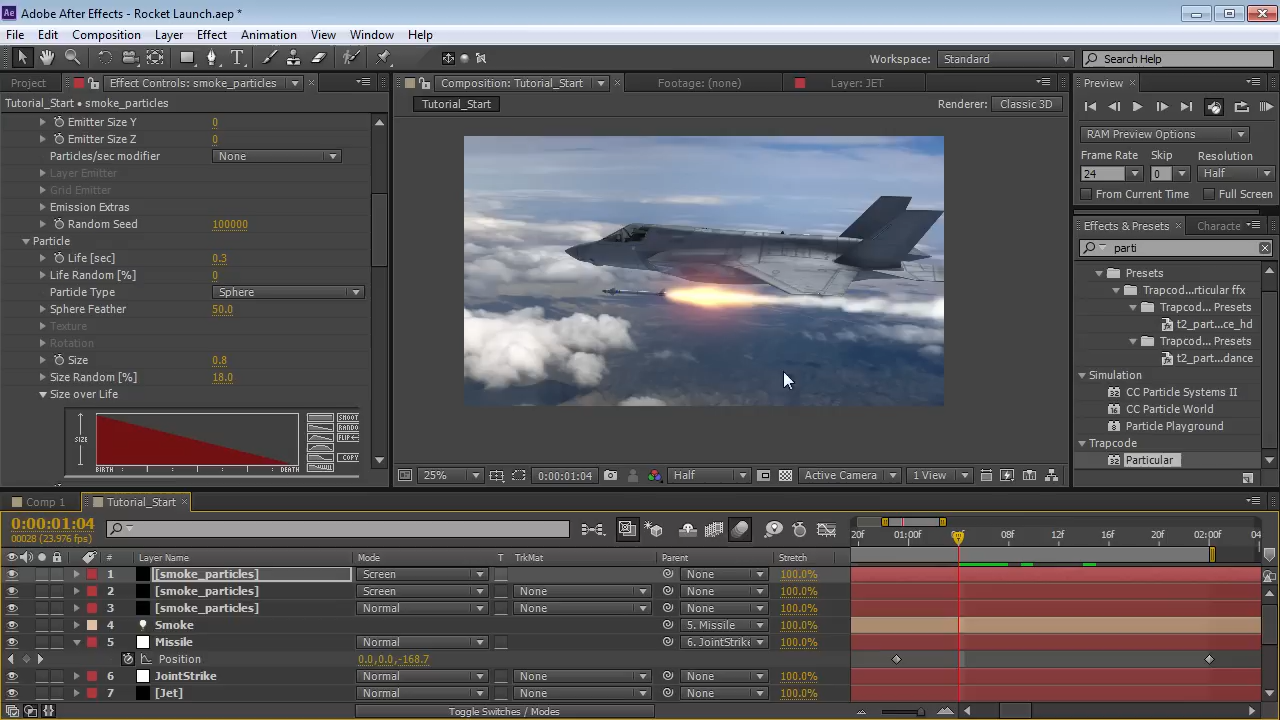 Adobe After Effects - Rocket Launch.aep *
File Edit Composition Layer Effect Animation View Window Help
Workspace: Standard Search Help
Project Effect Controls: smoke_particles Composition: Tutorial_Start Footage: (none) Layer: JET Preview
Tutorial_Start • smoke_particles
Tutorial_Start Renderer: Classic 3D
Emitter Size Y 0
Emitter Size Z 0
Particles/sec modifier None
Layer Emitter
Grid Emitter
Emission Extras
Random Seed 100000
Particle
Life [sec] 0.3
Life Random [%] 0
Particle Type Sphere
Sphere Feather 50.0
Texture
Rotation
Size 0.8
Size Random [%] 18.0
Size over Life
SIZE
SMOOT
RANDO
FLIP
COPY
BIRTH DEATH
RAM Preview Options
Frame Rate Skip Resolution
24 0 Half
From Current Time Full Screen
Effects & Presets Characte
parti
Presets
Trapcod...rticular ffx
Trapcod... Presets
t2_part...ce_hd
Trapcod... Presets
t2_part...dance
Simulation
CC Particle Systems II
CC Particle World
Particle Playground
Trapcode
Particular
25% 0:00:01:04 Half Active Camera 1 View
Comp 1 Tutorial_Start
0:00:01:04
00028 (23.976 fps)
20f 01:00f 04f 08f 12f 16f 20f 02:00f 04
# Layer Name Mode T TrkMat Parent Stretch
1 [smoke_particles] Screen None 100.0%
2 [smoke_particles] Screen None None 100.0%
3 [smoke_particles] Normal None None 100.0%
4 Smoke 5. Missile 100.0%
5 Missile Normal None 6. JointStrik 100.0%
Position 0.0,0.0,-168.7
6 JointStrike Normal None None 100.0%
7 [Jet] Normal None None 100.0%
Toggle Switches / Modes